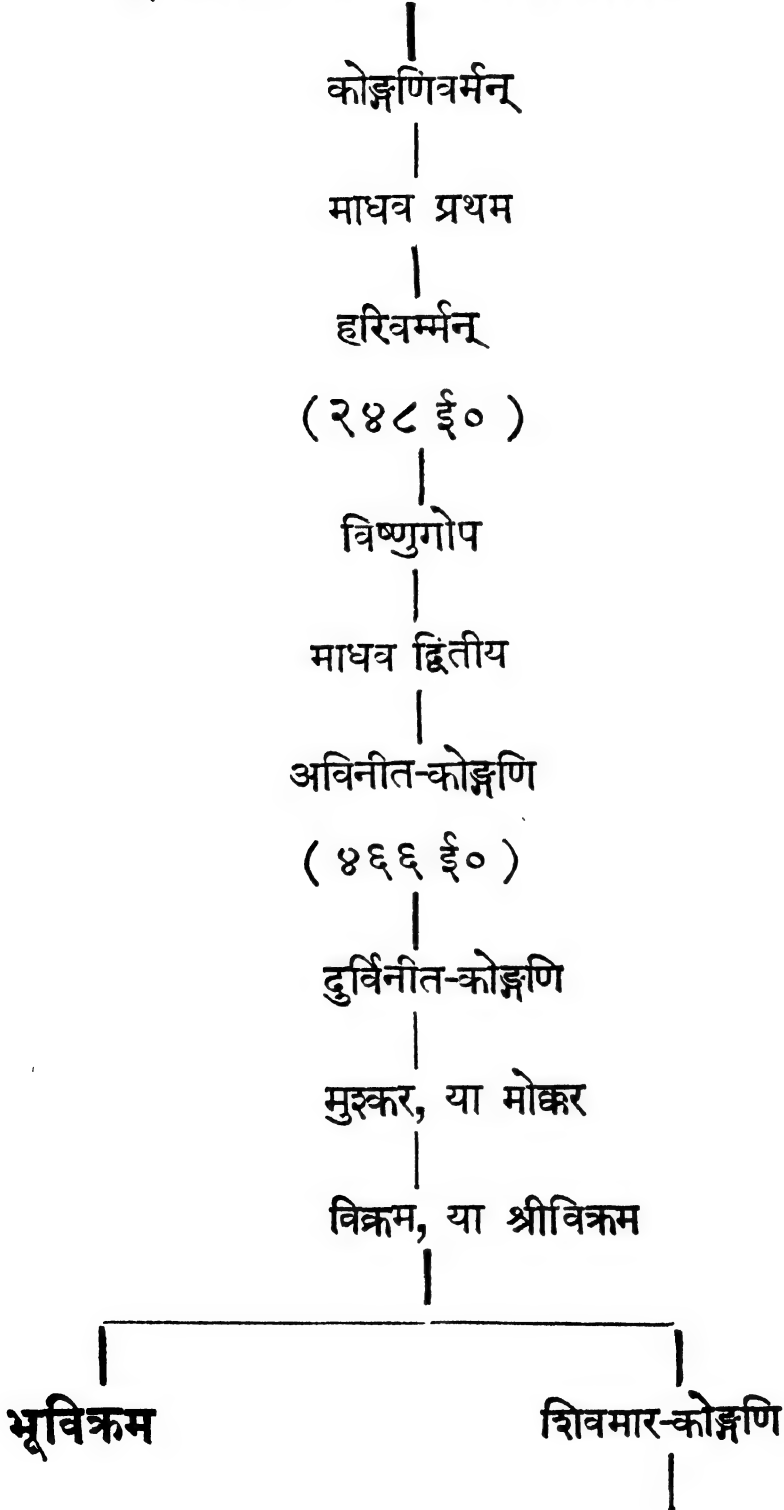 कोङ्गणिवर्मन्
माधव प्रथम
हरिवर्म्मन्
(२४८ ई०)
विष्णुगोप
माधव द्वितीय
अविनीत-कोङ्गणि
(४६६ ई०)
दुर्विनीत-कोङ्गणि
मुश्कर, या मोक्कर
विक्रम, या श्रीविक्रम
भूविक्रम शिवमार-कोङ्गणि